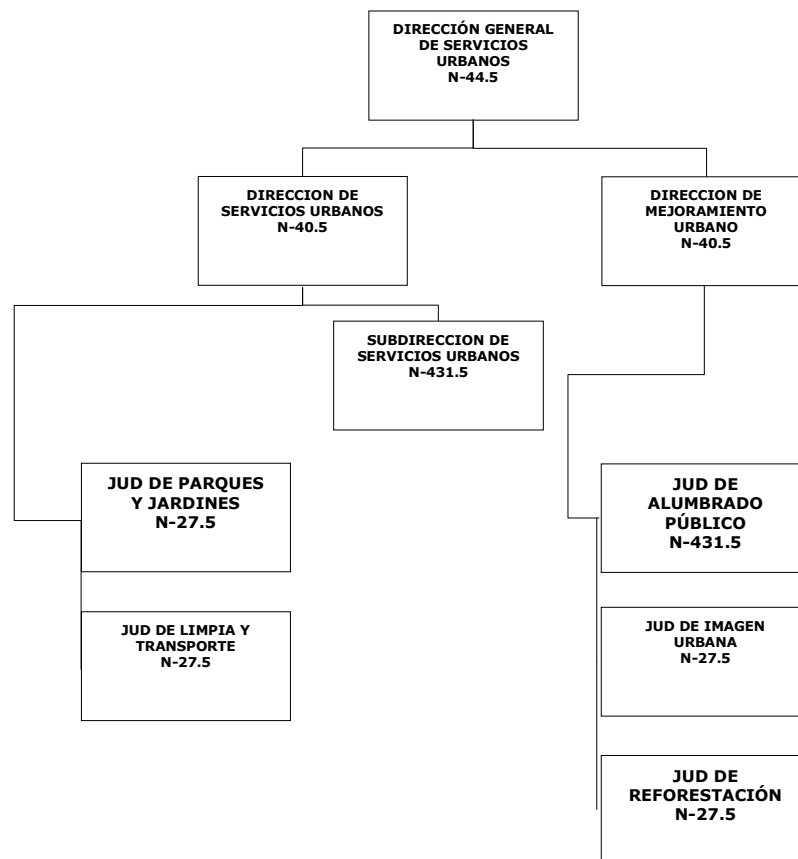 DIRECCIÓN GENERAL
DE SERVICIOS
URBANOS
N-44.5
DIRECCION DE
SERVICIOS URBANOS
N-40.5
DIRECCION DE
MEJORAMIENTO
URBANO
N-40.5
SUBDIRECCION DE
SERVICIOS URBANOS
N-431.5
JUD DE PARQUES
Y JARDINES
N-27.5
JUD DE
ALUMBRADO
PÚBLICO
N-431.5
JUD DE LIMPIA Y
TRANSPORTE
N-27.5
JUD DE IMAGEN
URBANA
N-27.5
JUD DE
REFORESTACIÓN
N-27.5